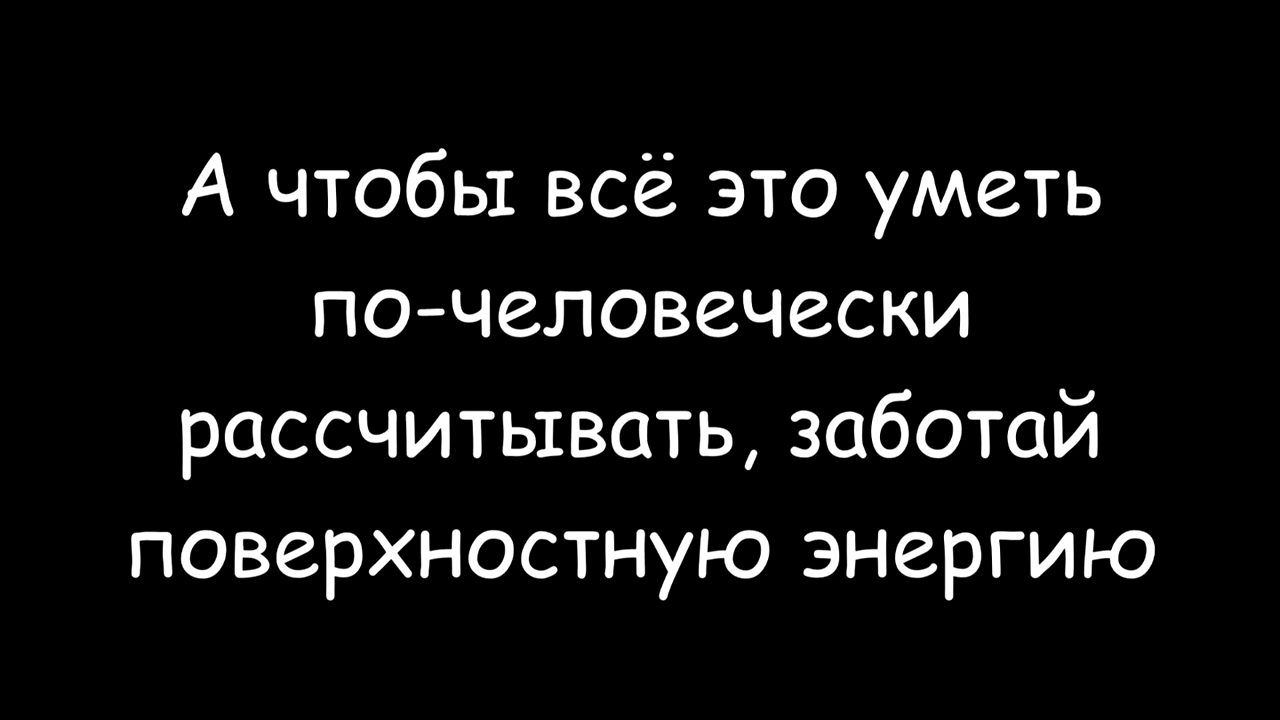 А чтобы всё это уметь
по-человечески
рассчитывать, заботай
поверхностную энергию